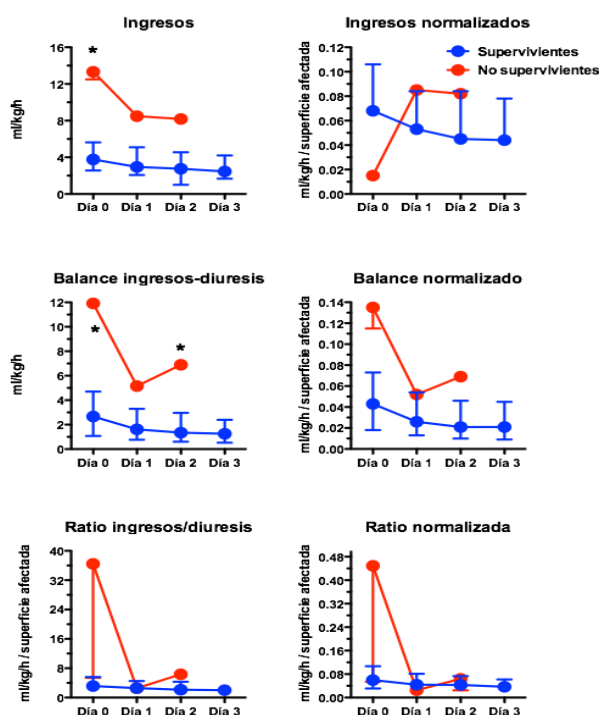 Ingresos
ml/kg/h
16
12
8
4
0
*
Día 0 Día 1 Día 2 Día 3
Ingresos normalizados
ml/kg/h / superficie afectada
0.12
0.10
0.08
0.06
0.04
0.02
0.00
Supervivientes
No supervivientes
Día 0 Día 1 Día 2 Día 3
Balance ingresos-diuresis
ml/kg/h
12
10
8
6
4
2
0
*
*
Día 0 Día 1 Día 2 Día 3
Balance normalizado
ml/kg/h / superficie afectada
0.14
0.12
0.10
0.08
0.06
0.04
0.02
0.00
Día 0 Día 1 Día 2 Día 3
Ratio ingresos/diuresis
ml/kg/h / superficie afectada
40
36
32
28
24
20
16
12
8
4
0
Día 0 Día 1 Día 2 Día 3
Ratio normalizada
ml/kg/h / superficie afectada
0.48
0.40
0.32
0.24
0.16
0.08
0.00
Día 0 Día 1 Día 2 Día 3